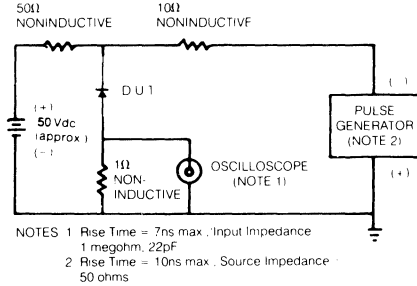 50Ω
NONINDUCTIVE
10Ω
NONINDUCTIVE
DU1
(+)
50 Vdc
(approx)
(-)
1Ω
NON-
INDUCTIVE
OSCILLOSCOPE
(NOTE 1)
(-)
PULSE
GENERATOR
(NOTE 2)
(+)
NOTES 1 Rise Time = 7ns max, Input Impedance
1 megohm, 22pF
2 Rise Time = 10ns max, Source Impedance
50 ohms